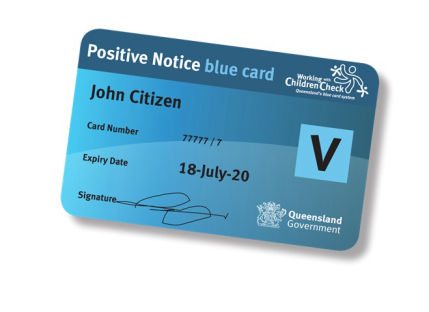 Positive Notice blue card
Working with
Children Check
Queensland's blue card system
John Citizen
Card Number 77777 / 7
V
Expiry Date 18-July-20
Signature
Queensland
Government